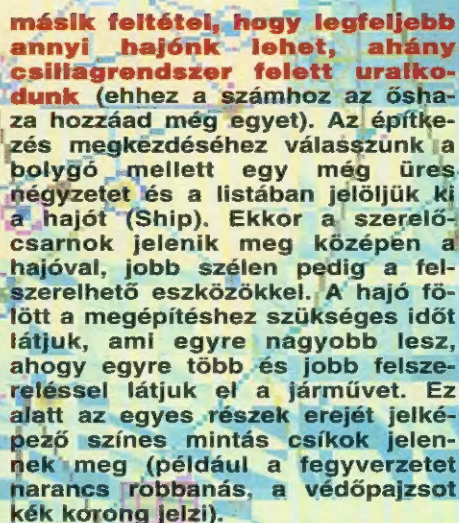 másik feltétel, hogy legfeljebb
annyi hajónk lehet, ahány
csillagrendszer felett uralko-
dunk (ehhez a számhoz az ősha-
za hozzáad még egyet). Az építke-
zés megkezdéséhez válasszunk a
bolygó mellett egy még üres
négyzetet és a listában jelöljük ki
a hajót (Ship). Ekkor a szerelő-
csarnok jelenik meg középen a
hajóval, jobb szélen pedig a fel-
szerelhető eszközökkel. A hajó fö-
lött a megépítéshez szükséges időt
látjuk, ami egyre nagyobb lesz,
ahogy egyre több és jobb felsze-
reléssel látjuk el a járművet. Ez
alatt az egyes részek erejét jelké-
pező színes mintás csíkok jelen-
nek meg (például a fegyverzetet
narancs robbanás, a védőpajzsot
kék korong jelzi).